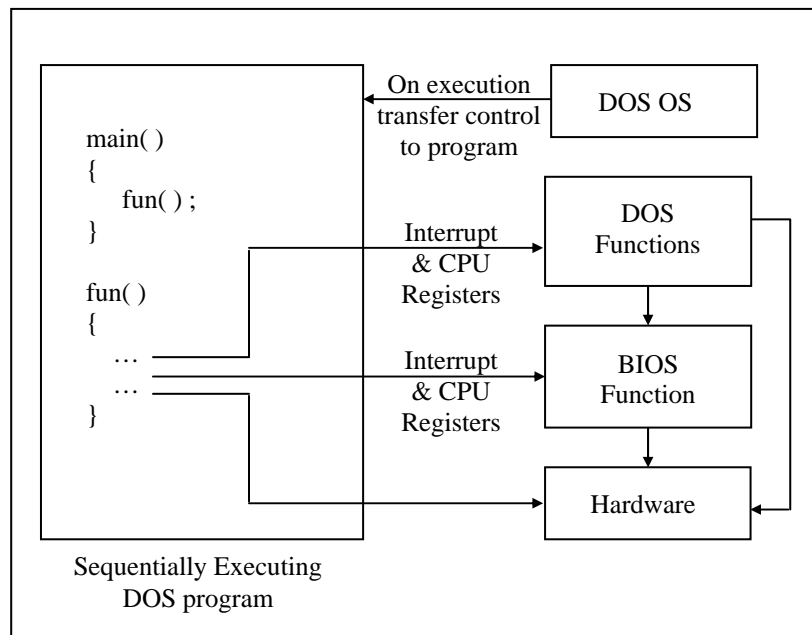 main( )
{
fun( ) ;
}
fun( )
{
…
…
}
On execution
transfer control
to program
DOS OS
Interrupt
& CPU
Registers
DOS
Functions
Interrupt
& CPU
Registers
BIOS
Function
Hardware
Sequentially Executing
DOS program